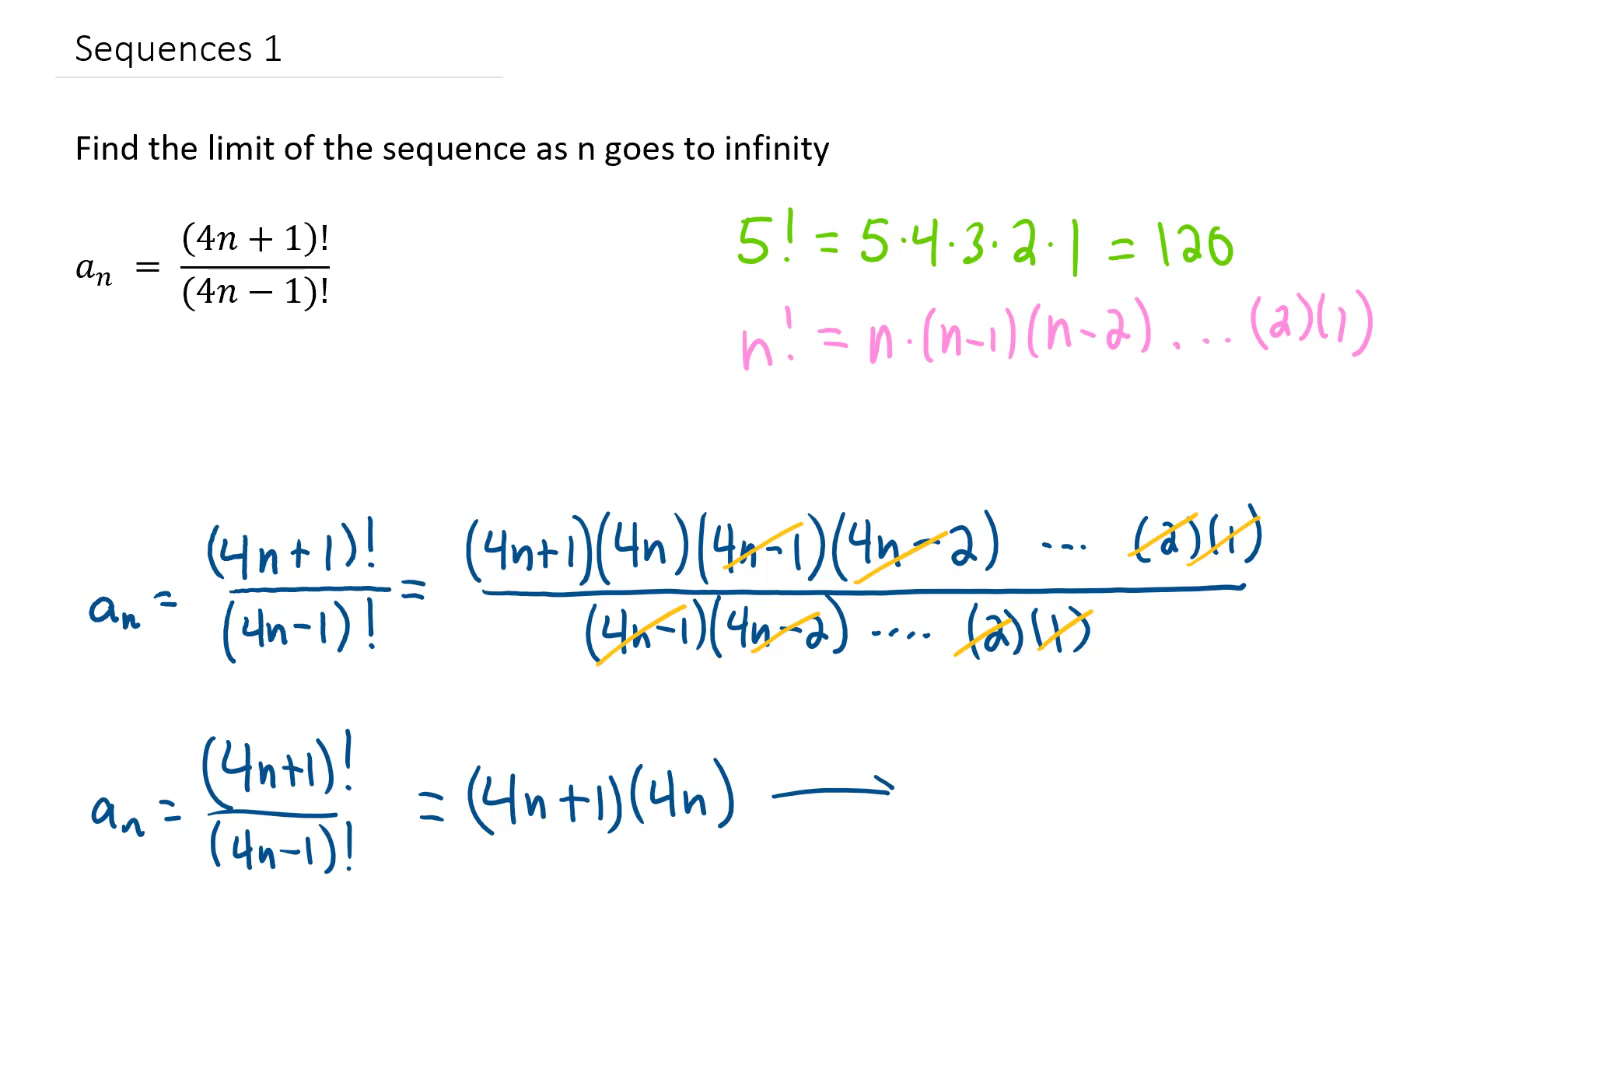 Sequences 1
Find the limit of the sequence as n goes to infinity
aₙ = (4n + 1)! / (4n − 1)!
5! = 5·4·3·2·1 = 120
n! = n·(n-1)(n-2). ... (2)(1)
aₙ = (4n+1)! / (4n-1)! = (4n+1)(4n)(4n-1)(4n-2) ... (2)(1) / (4n-1)(4n-2) .... (2)(1)
aₙ = (4n+1)! / (4n-1)! = (4n+1)(4n) ⟶